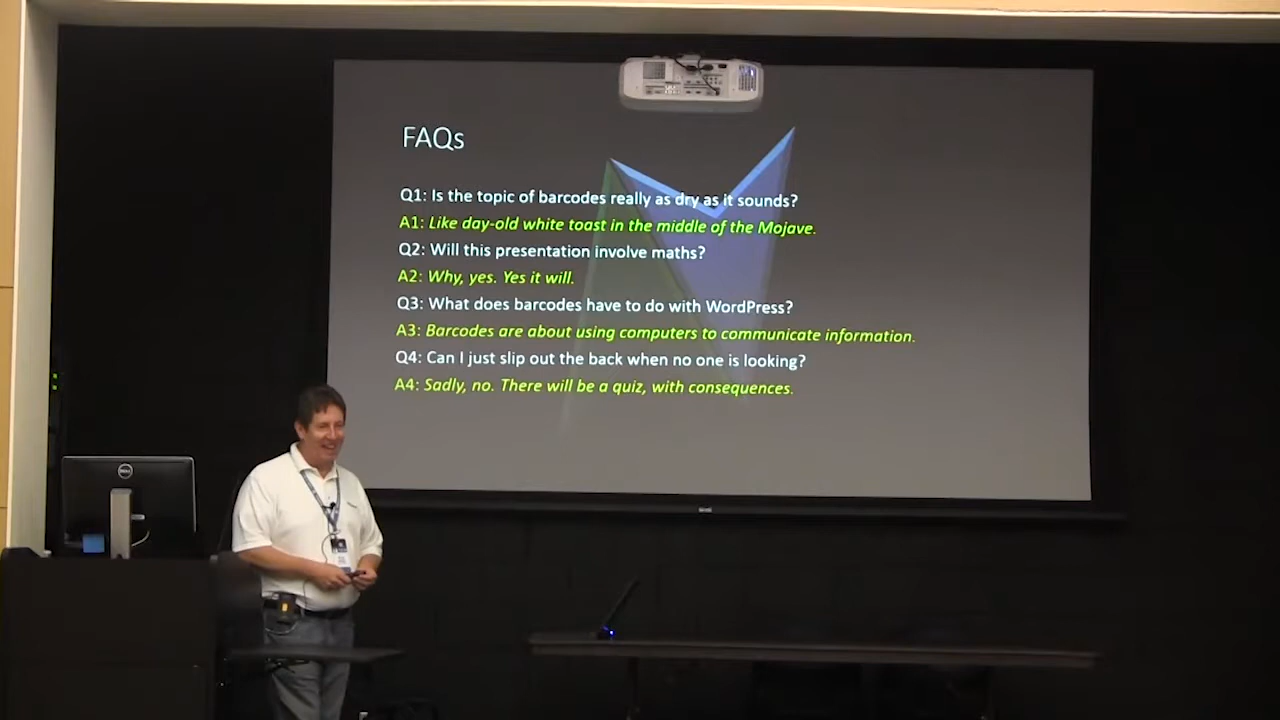 FAQs
Q1: Is the topic of barcodes really as dry as it sounds?
A1: Like day-old white toast in the middle of the Mojave.
Q2: Will this presentation involve maths?
A2: Why, yes. Yes it will.
Q3: What does barcodes have to do with WordPress?
A3: Barcodes are about using computers to communicate information.
Q4: Can I just slip out the back when no one is looking?
A4: Sadly, no. There will be a quiz, with consequences.
DELL